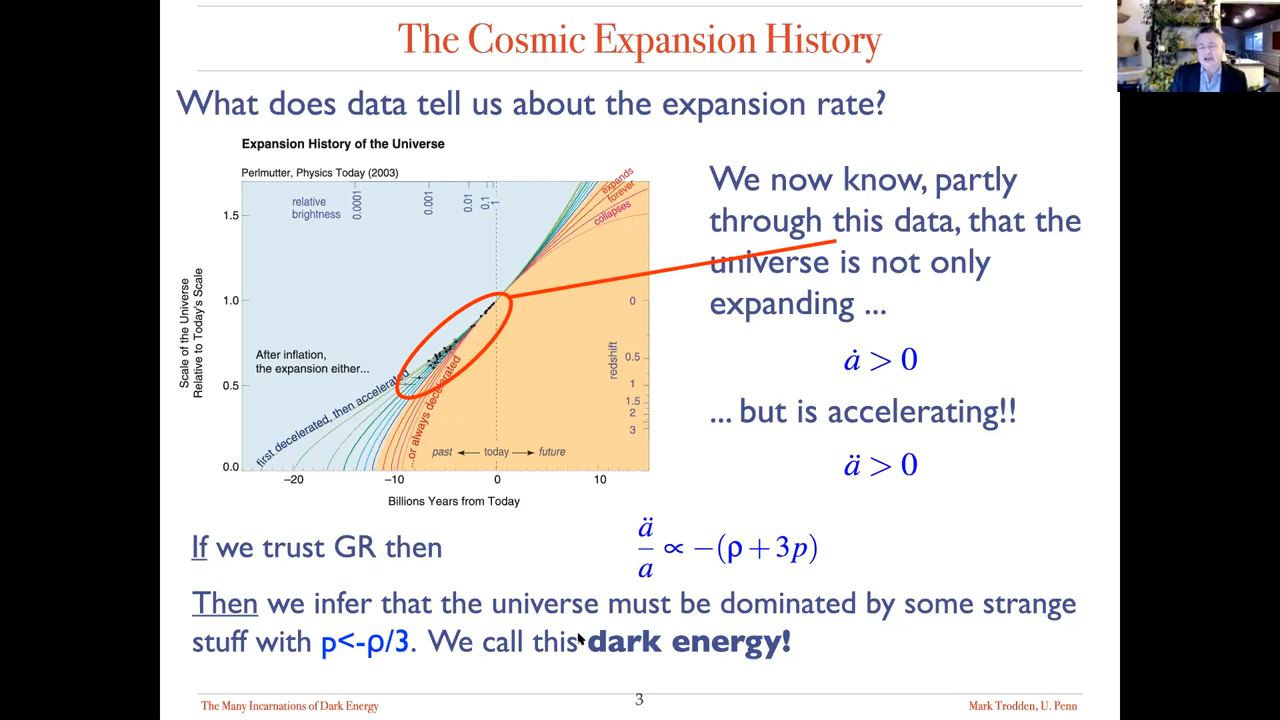 The Cosmic Expansion History
What does data tell us about the expansion rate?
Expansion History of the Universe
Perlmutter, Physics Today (2003)
relative
brightness
0.0001
0.001
0.01
0.1
1
expands
forever
collapses
Scale of the Universe
Relative to Today's Scale
1.5
1.0
0.5
0.0
After inflation,
the expansion either...
first decelerated, then accelerated
...or always decelerated
redshift
0
0.5
1
1.5
2
3
past
today
future
–20
–10
0
10
Billions Years from Today
We now know, partly
through this data, that the
universe is not only
expanding ...
ȧ > 0
... but is accelerating!!
ä > 0
If we trust GR then
ä/a ∝ −(ρ + 3p)
Then we infer that the universe must be dominated by some strange
stuff with p<-ρ/3. We call this dark energy!
The Many Incarnations of Dark Energy
3
Mark Trodden, U. Penn